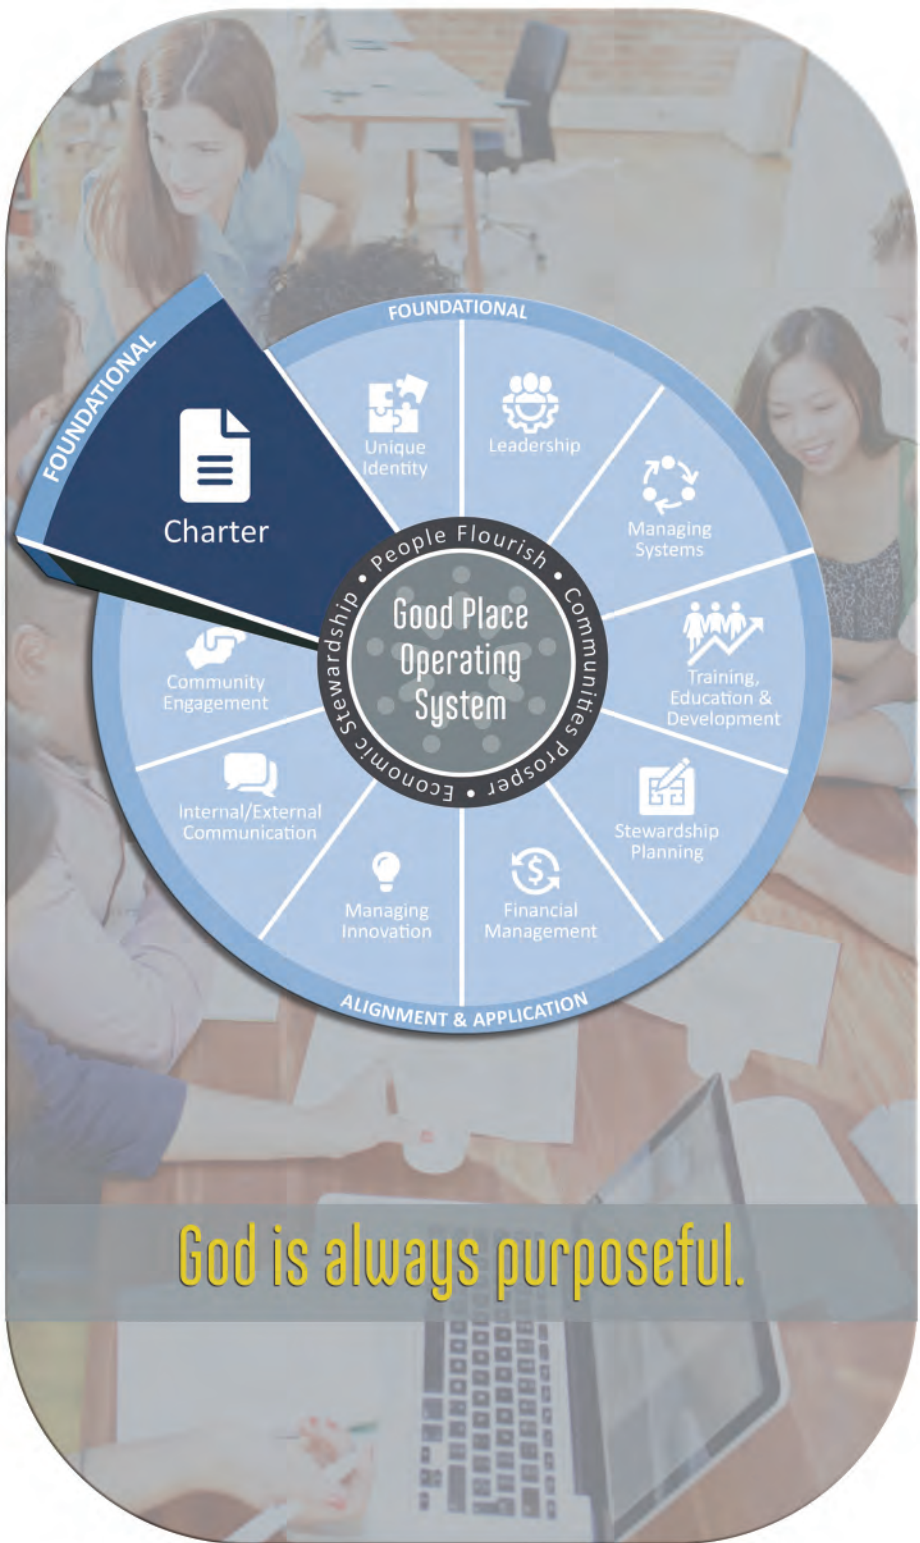 FOUNDATIONAL
FOUNDATIONAL
Charter
Unique
Identity
Leadership
Managing
Systems
Training,
Education &
Development
Stewardship
Planning
Financial
Management
Managing
Innovation
Internal/External
Communication
Community
Engagement
People Flourish • Communities Prosper • Economic Stewardship •
Good Place
Operating
System
$
ALIGNMENT & APPLICATION
God is always purposeful.